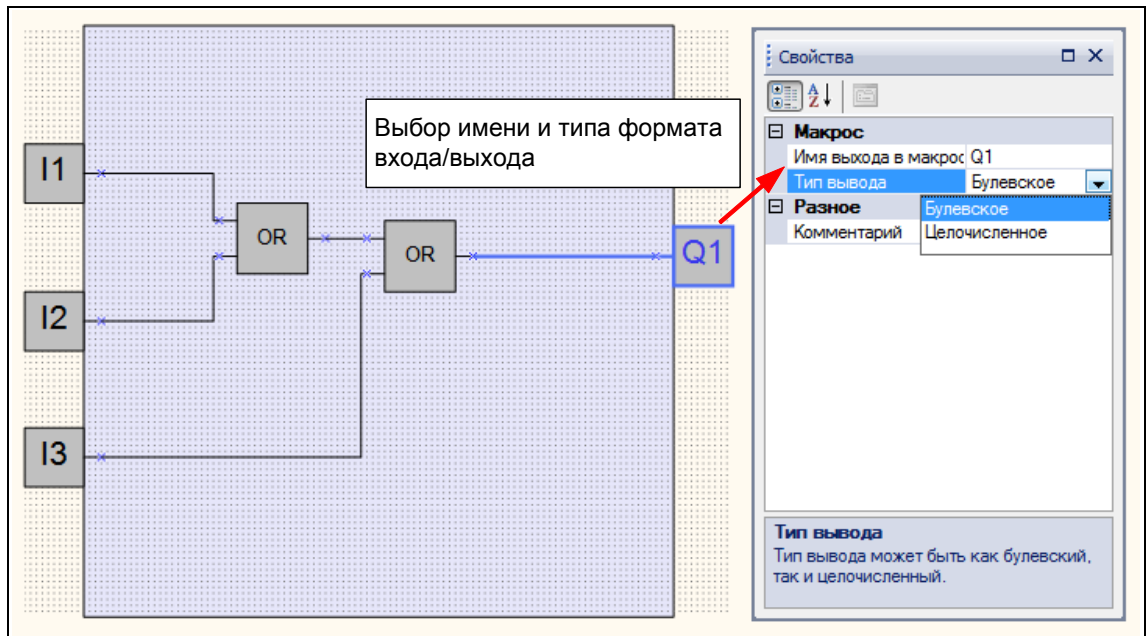 I1
I2
I3
OR
OR
Q1
Выбор имени и типа формата
входа/выхода
Свойства
A
Z
Макрос
Имя выхода в макрос Q1
Тип вывода Булевское
Разное
Булевское
Комментарий
Целочисленное
Тип вывода
Тип вывода может быть как булевский,
так и целочисленный.